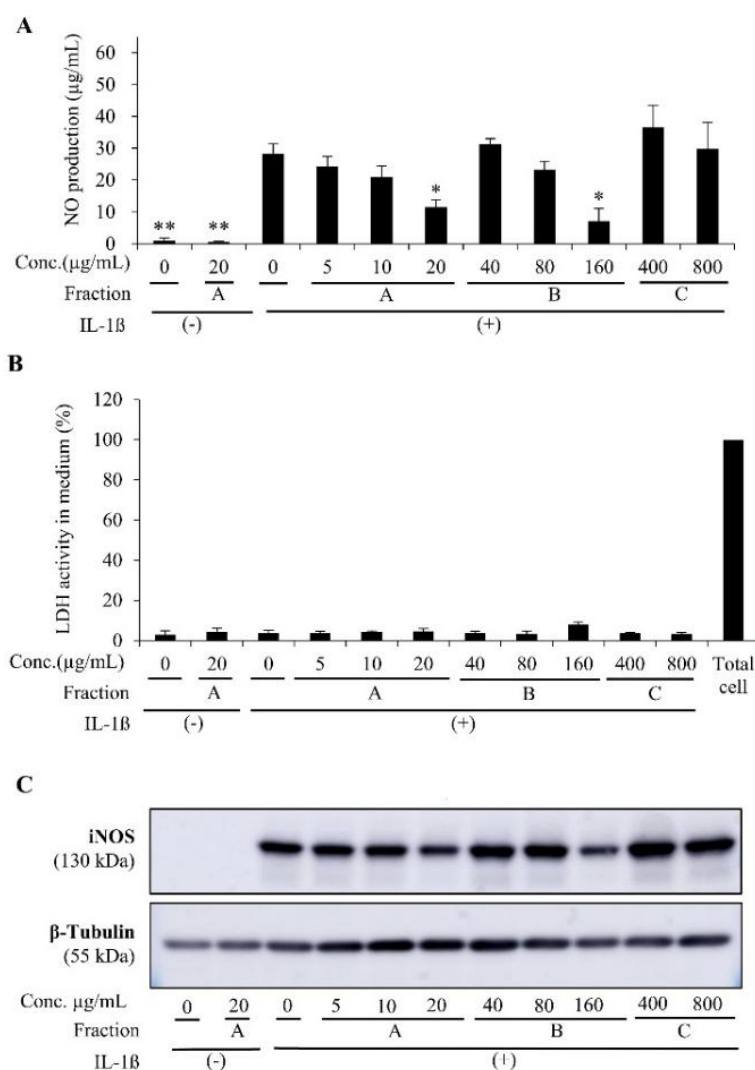 A
NO production (µg/mL)
60
50
40
30
20
10
0
** ** * *
Conc.(µg/mL) 0 20 0 5 10 20 40 80 160 400 800
Fraction A A B C
IL-1ß (-) (+)
B
LDH activity in medium (%)
120
100
80
60
40
20
0
Conc.(µg/mL) 0 20 0 5 10 20 40 80 160 400 800 Total
cell
Fraction A A B C
IL-1ß (-) (+)
C
iNOS
(130 kDa)
β-Tubulin
(55 kDa)
Conc. µg/mL 0 20 0 5 10 20 40 80 160 400 800
Fraction A A B C
IL-1ß (-) (+)